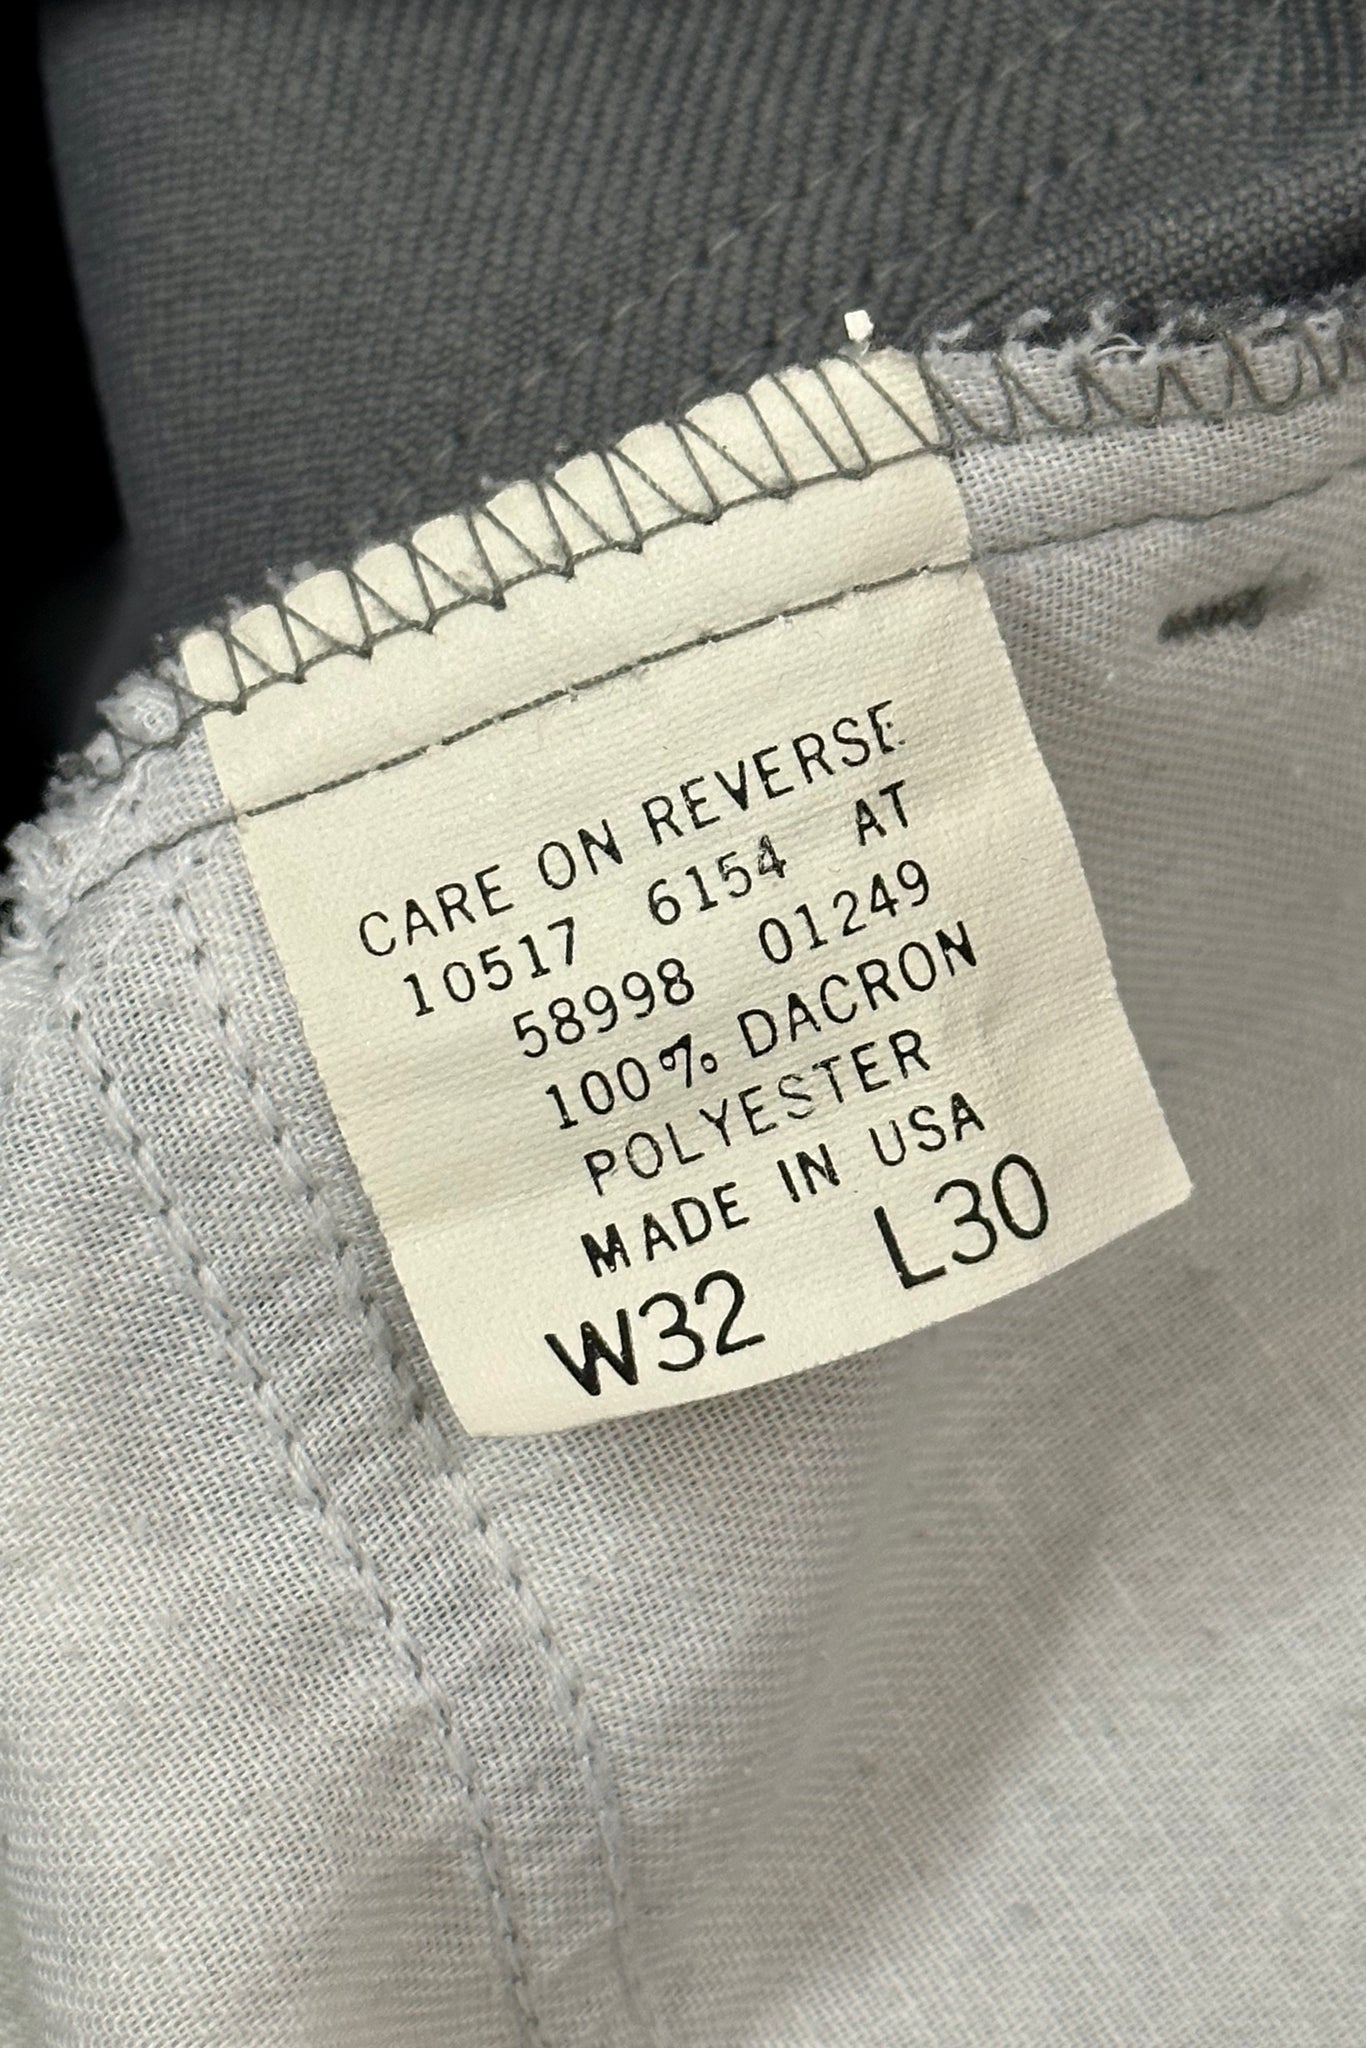 CARE ON REVERSE
10517 6154 AT
58998 01249
100% DACRON
POLYESTER
MADE IN USA
W32 L30